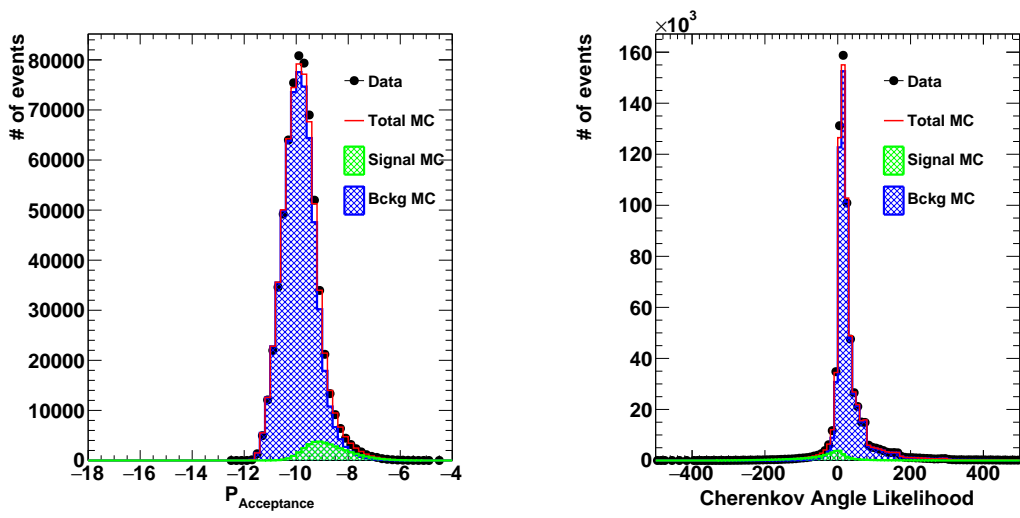 # of events
80000
70000
60000
50000
40000
30000
20000
10000
0
−18 −16 −14 −12 −10 −8 −6 −4
P_Acceptance
Data
Total MC
Signal MC
Bckg MC
×10³
# of events
160
140
120
100
80
60
40
20
0
−400 −200 0 200 400
Cherenkov Angle Likelihood
Data
Total MC
Signal MC
Bckg MC